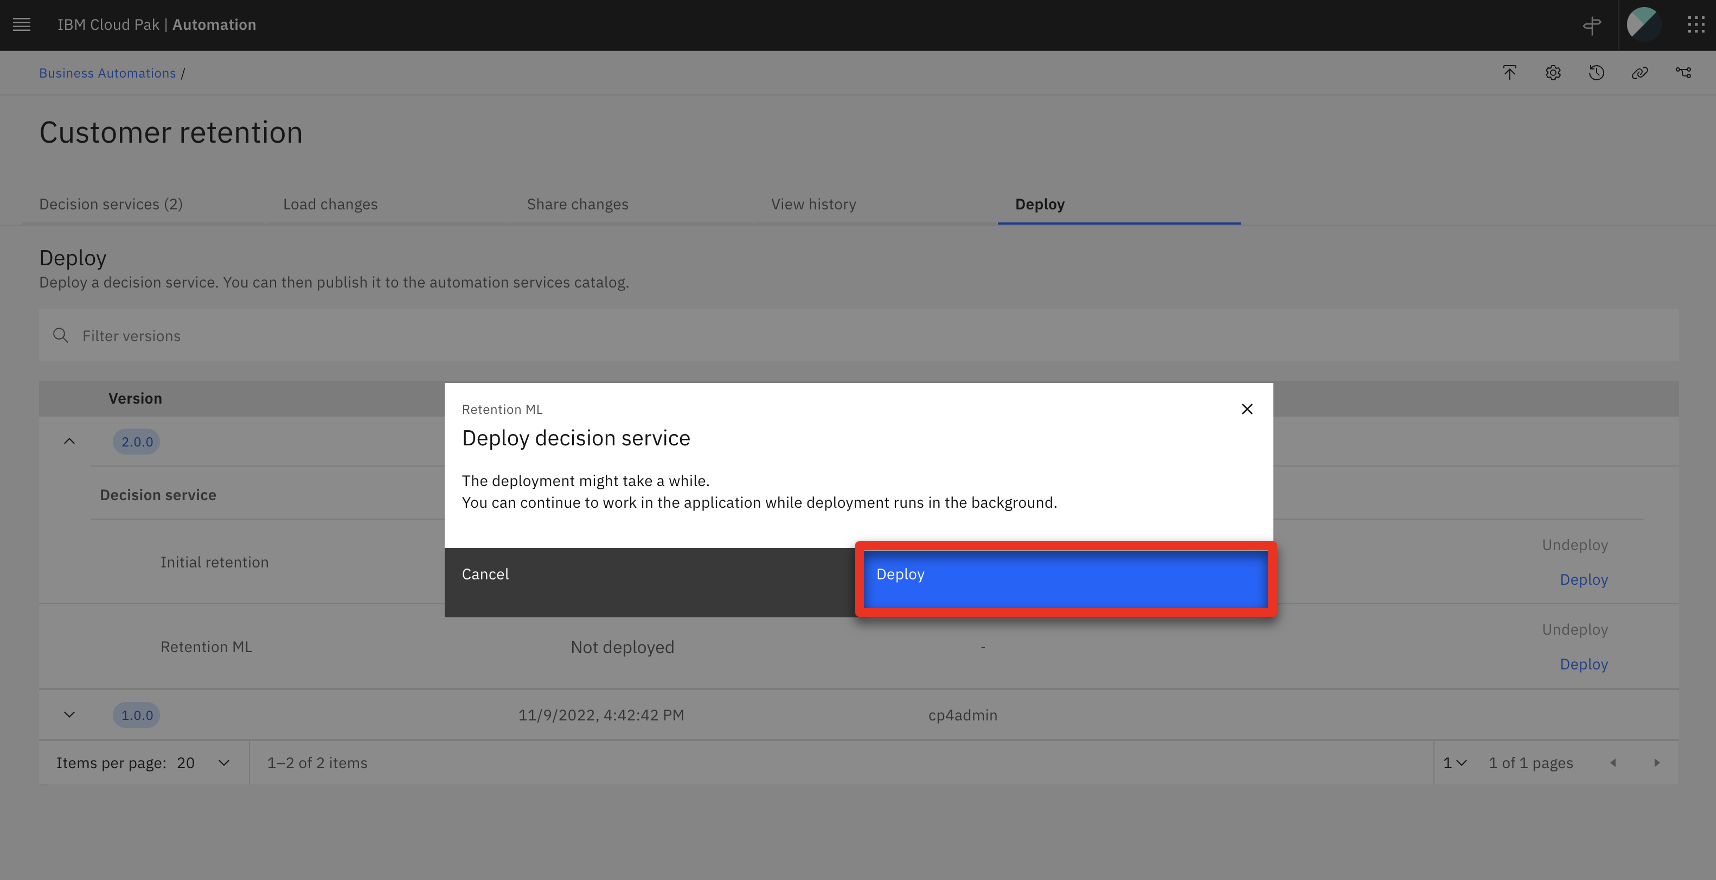 IBM Cloud Pak | Automation
Business Automations /
Customer retention
Decision services (2)
Load changes
Share changes
View history
Deploy
Deploy
Deploy a decision service. You can then publish it to the automation services catalog.
Filter versions
Version
2.0.0
Decision service
Initial retention
Undeploy
Deploy
Retention ML
Deploy decision service
The deployment might take a while.
You can continue to work in the application while deployment runs in the background.
Cancel
Deploy
Retention ML
Not deployed
-
Undeploy
Deploy
1.0.0
11/9/2022, 4:42:42 PM
cp4admin
Items per page: 20
1–2 of 2 items
1
1 of 1 pages